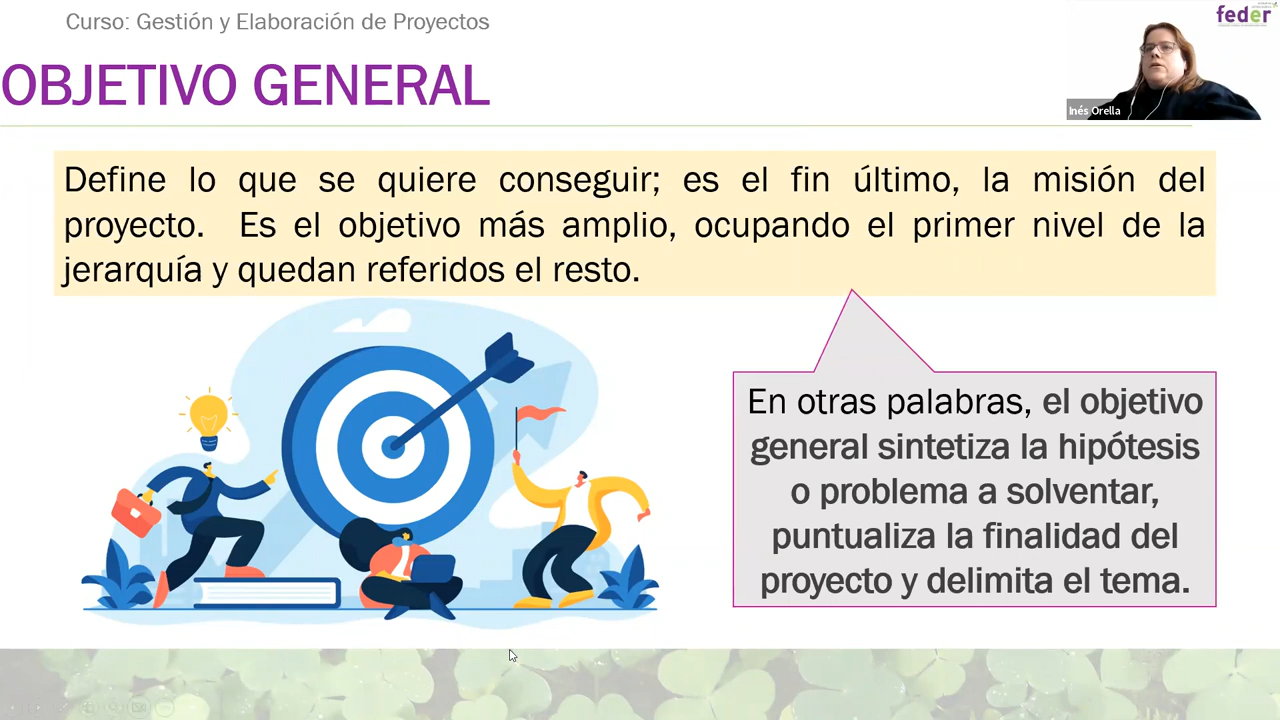 Curso: Gestión y Elaboración de Proyectos
feder
OBJETIVO GENERAL
Inés Orella
Define lo que se quiere conseguir; es el fin último, la misión del
proyecto. Es el objetivo más amplio, ocupando el primer nivel de la
jerarquía y quedan referidos el resto.
En otras palabras, el objetivo
general sintetiza la hipótesis
o problema a solventar,
puntualiza la finalidad del
proyecto y delimita el tema.